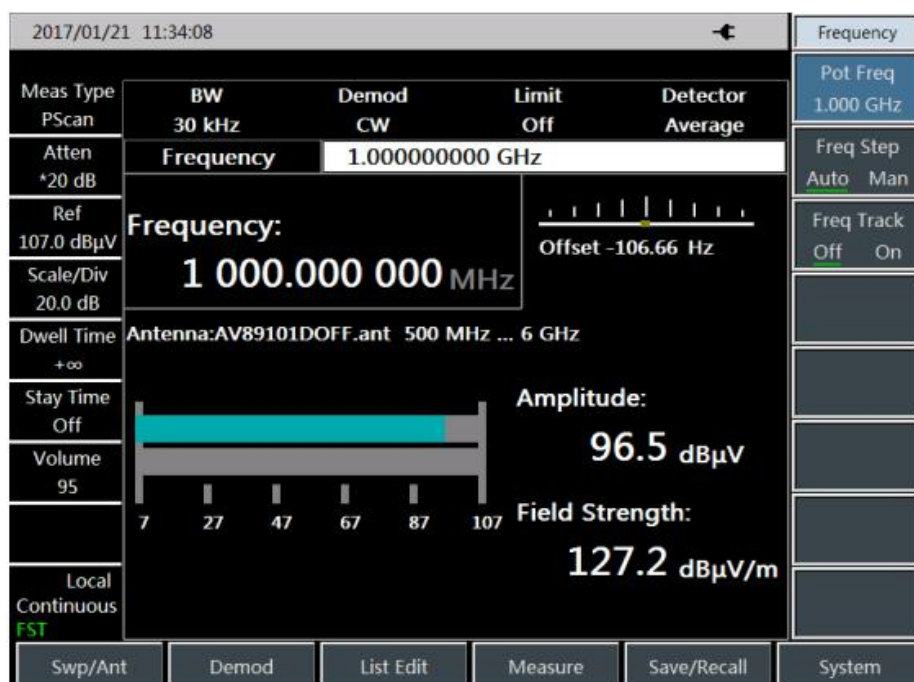 2017/01/21 11:34:08
Frequency
Meas Type
PScan
Atten
*20 dB
Ref
107.0 dBµV
Scale/Div
20.0 dB
Dwell Time
+∞
Stay Time
Off
Volume
95
Local
Continuous
FST
BW Demod Limit Detector
30 kHz CW Off Average
Frequency 1.000000000 GHz
Frequency:
1 000.000 000 MHz
Offset -106.66 Hz
Antenna:AV89101DOFF.ant 500 MHz ... 6 GHz
7 27 47 67 87 107
Amplitude:
96.5 dBµV
Field Strength:
127.2 dBµV/m
Pot Freq
1.000 GHz
Freq Step
Auto Man
Freq Track
Off On
Swp/Ant Demod List Edit Measure Save/Recall System